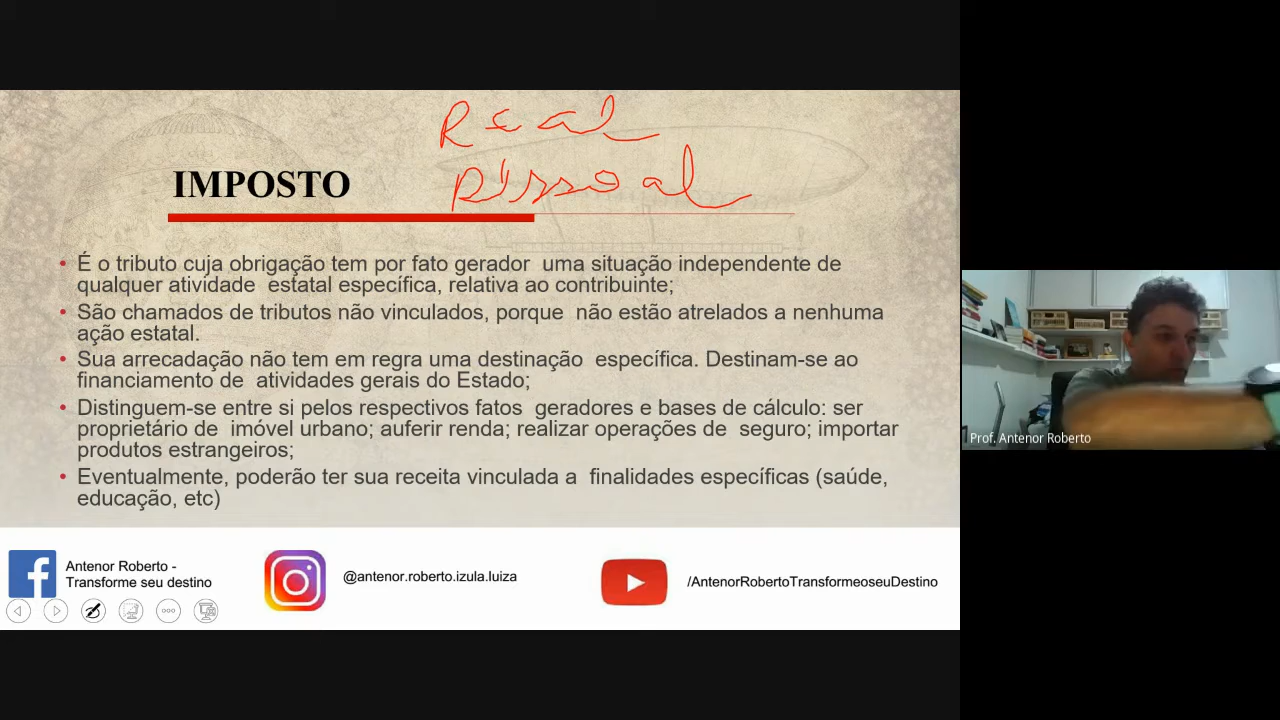 Real
pessoal
IMPOSTO
• É o tributo cuja obrigação tem por fato gerador uma situação independente de
qualquer atividade estatal específica, relativa ao contribuinte;
• São chamados de tributos não vinculados, porque não estão atrelados a nenhuma
ação estatal.
• Sua arrecadação não tem em regra uma destinação específica. Destinam-se ao
financiamento de atividades gerais do Estado;
• Distinguem-se entre si pelos respectivos fatos geradores e bases de cálculo: ser
proprietário de imóvel urbano; auferir renda; realizar operações de seguro; importar
produtos estrangeiros;
• Eventualmente, poderão ter sua receita vinculada a finalidades específicas (saúde,
educação, etc)
Antenor Roberto -
Transforme seu destino
@antenor.roberto.izula.luiza
/AntenorRobertoTransformeoseuDestino
Prof. Antenor Roberto